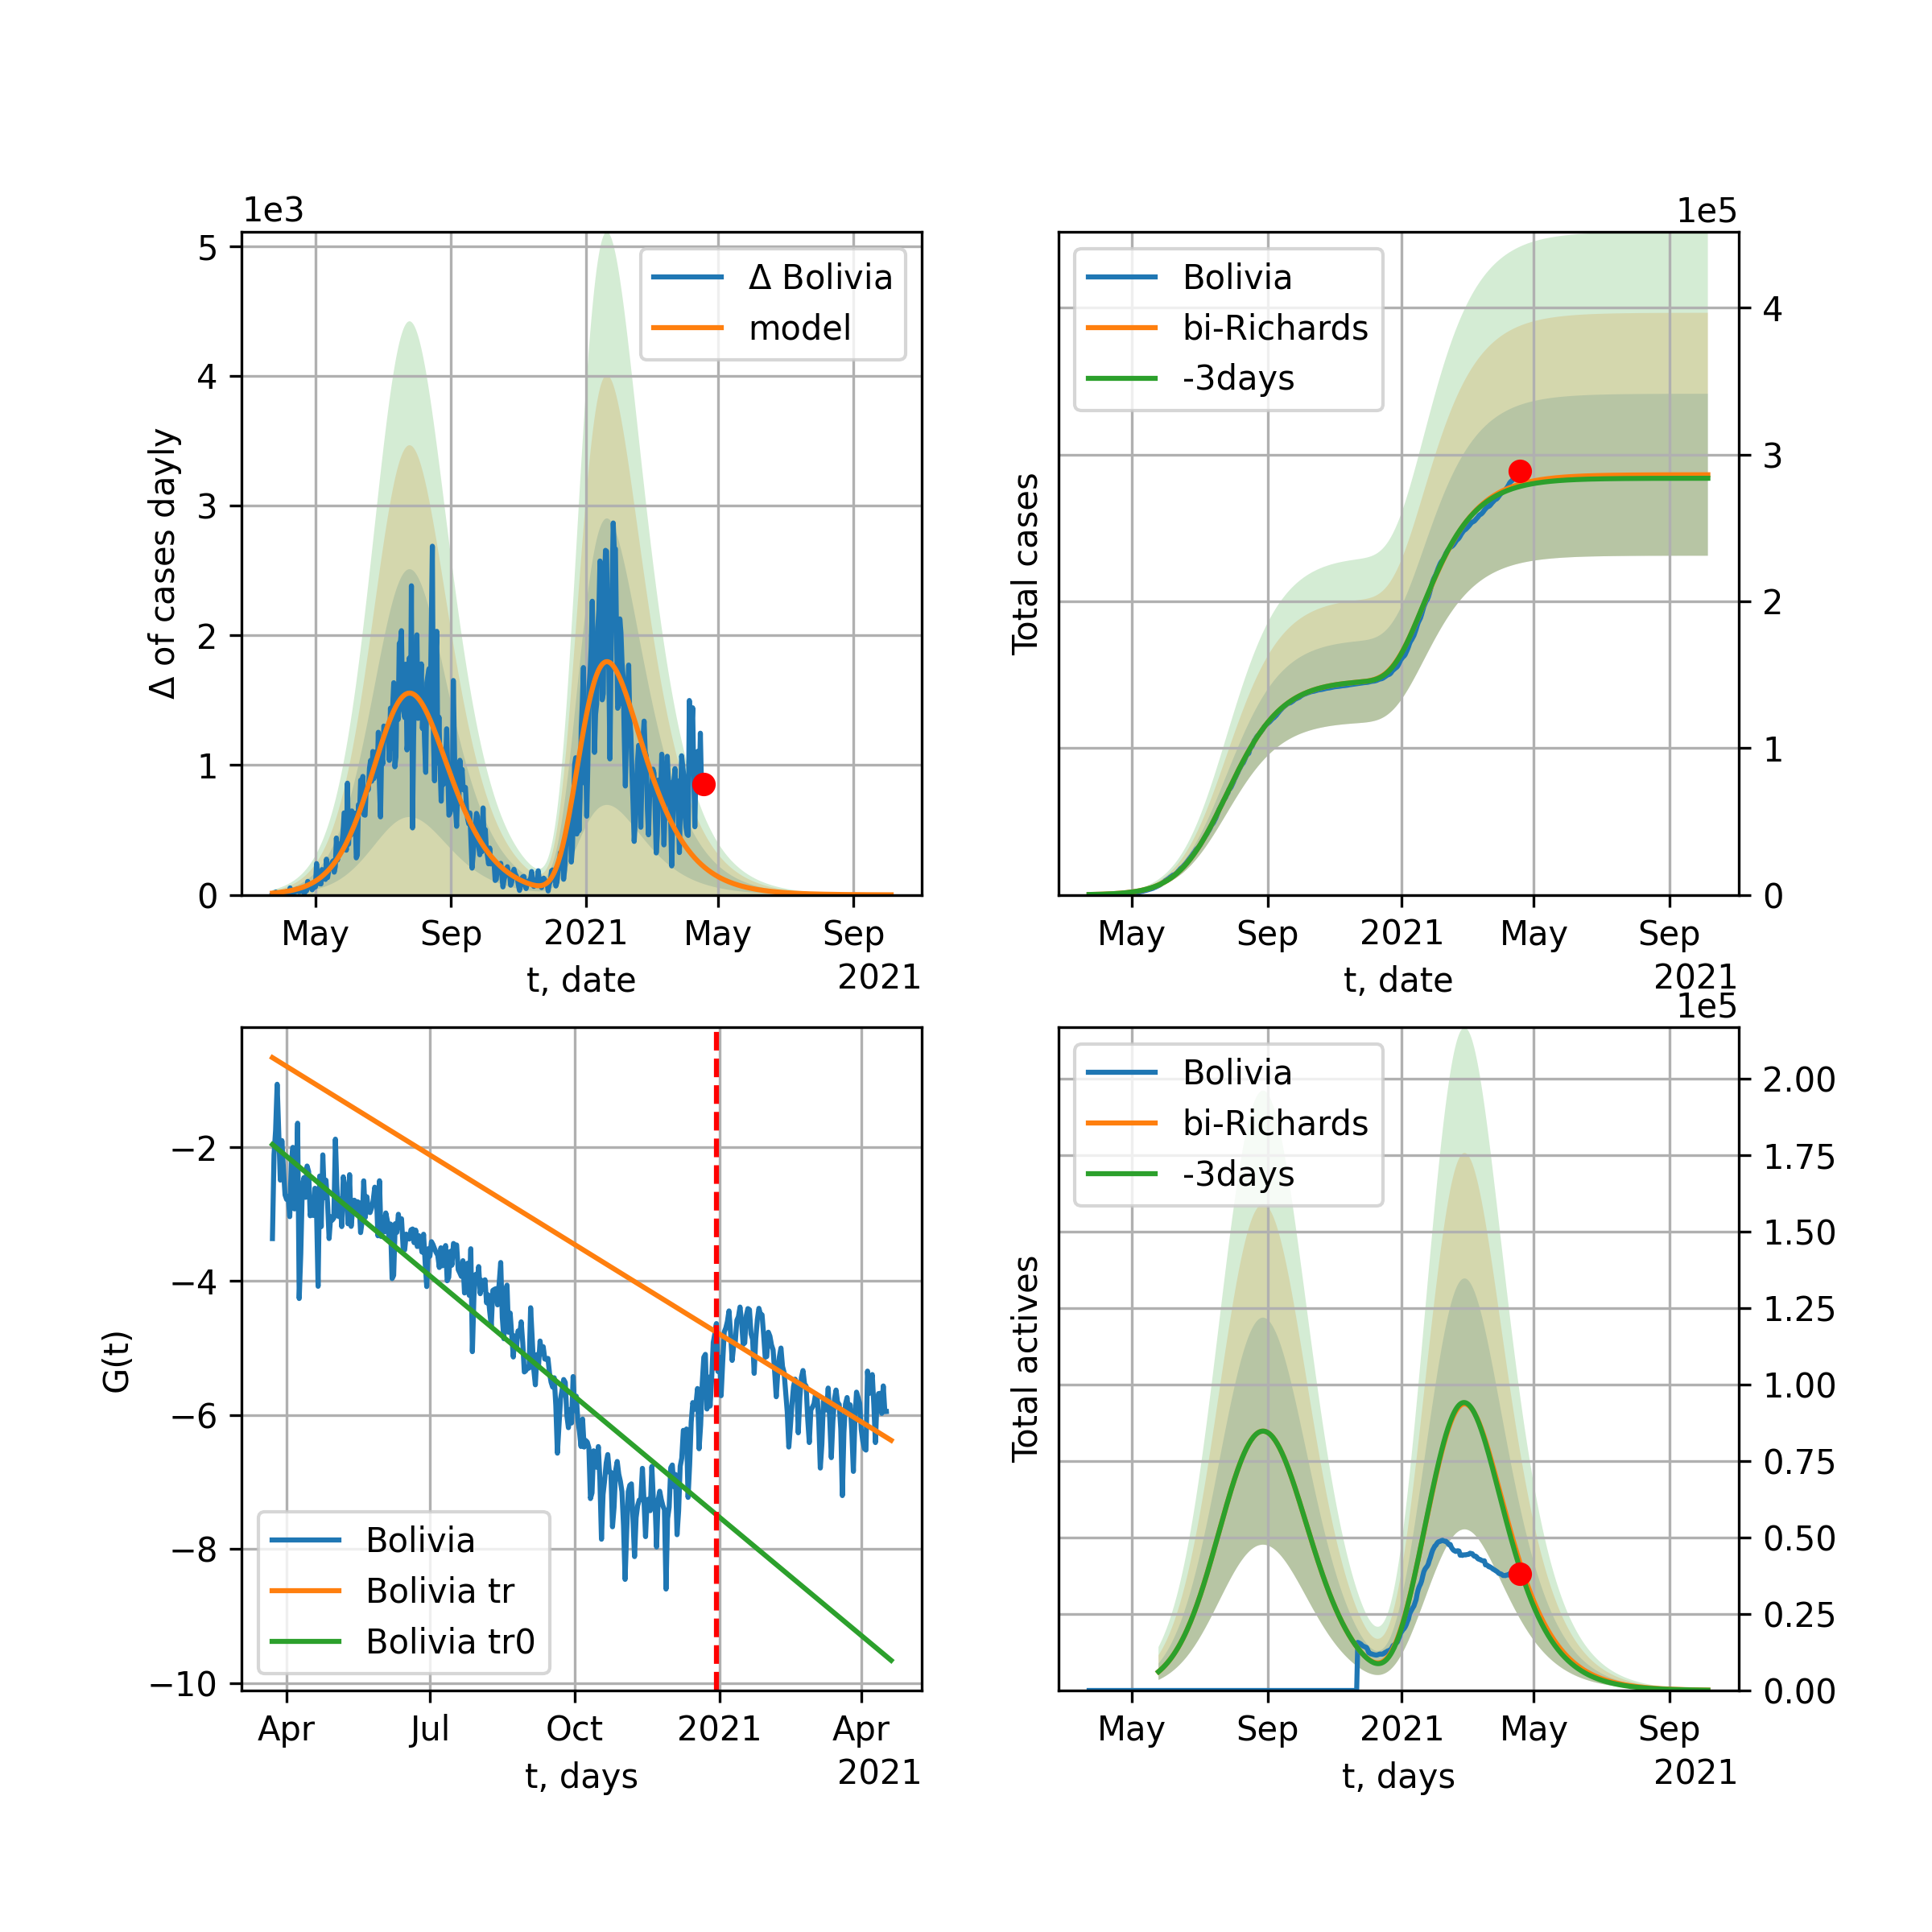 1e3
5
4
3
2
1
0
Δ of cases dayly
Δ Bolivia
model
May
Sep
2021
May
Sep
t, date
2021
1e5
Bolivia
bi-Richards
-3days
Total cases
4
3
2
1
0
May
Sep
2021
May
Sep
t, date
2021
G(t)
−2
−4
−6
−8
−10
Bolivia
Bolivia tr
Bolivia tr0
Apr
Jul
Oct
2021
Apr
t, days
2021
1e5
Bolivia
bi-Richards
-3days
Total actives
2.00
1.75
1.50
1.25
1.00
0.75
0.50
0.25
0.00
May
Sep
2021
May
Sep
t, days
2021